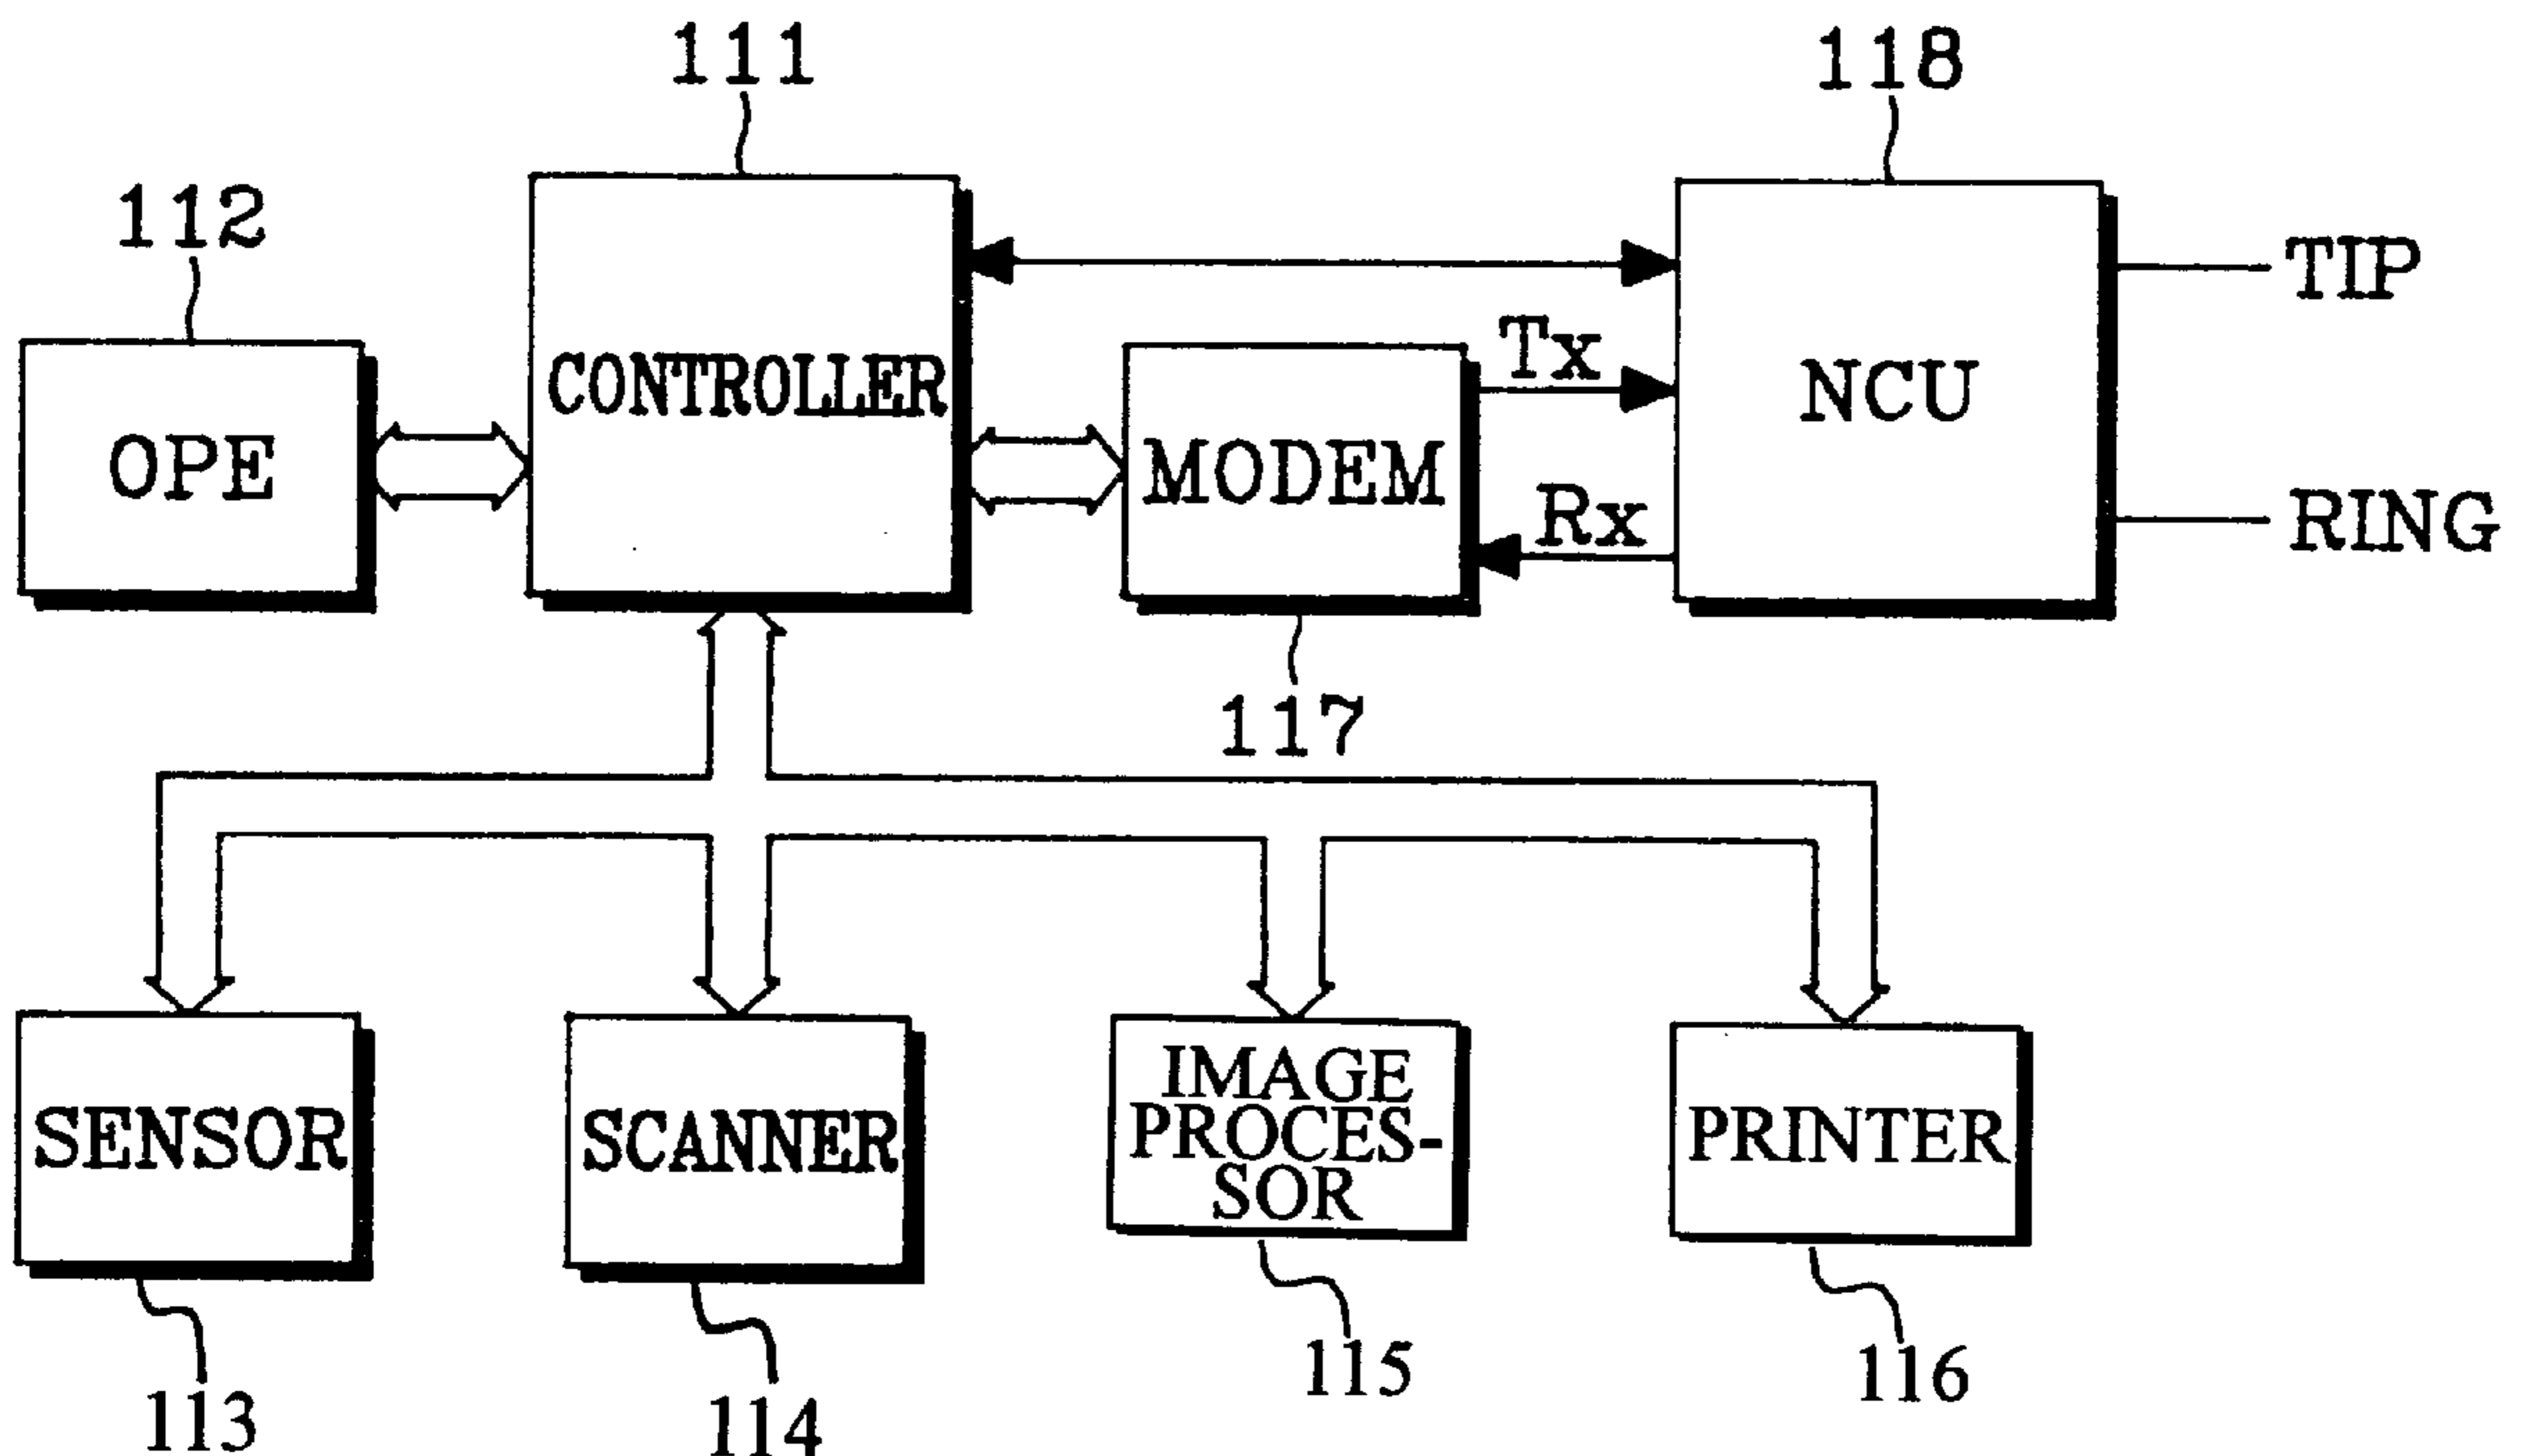 111
118
112
TIP
CONTROLLER
Tx
NCU
OPE
MODEM
Rx
RING
117
SENSOR
SCANNER
IMAGE
PROCES-
SOR
PRINTER
115
116
113
114